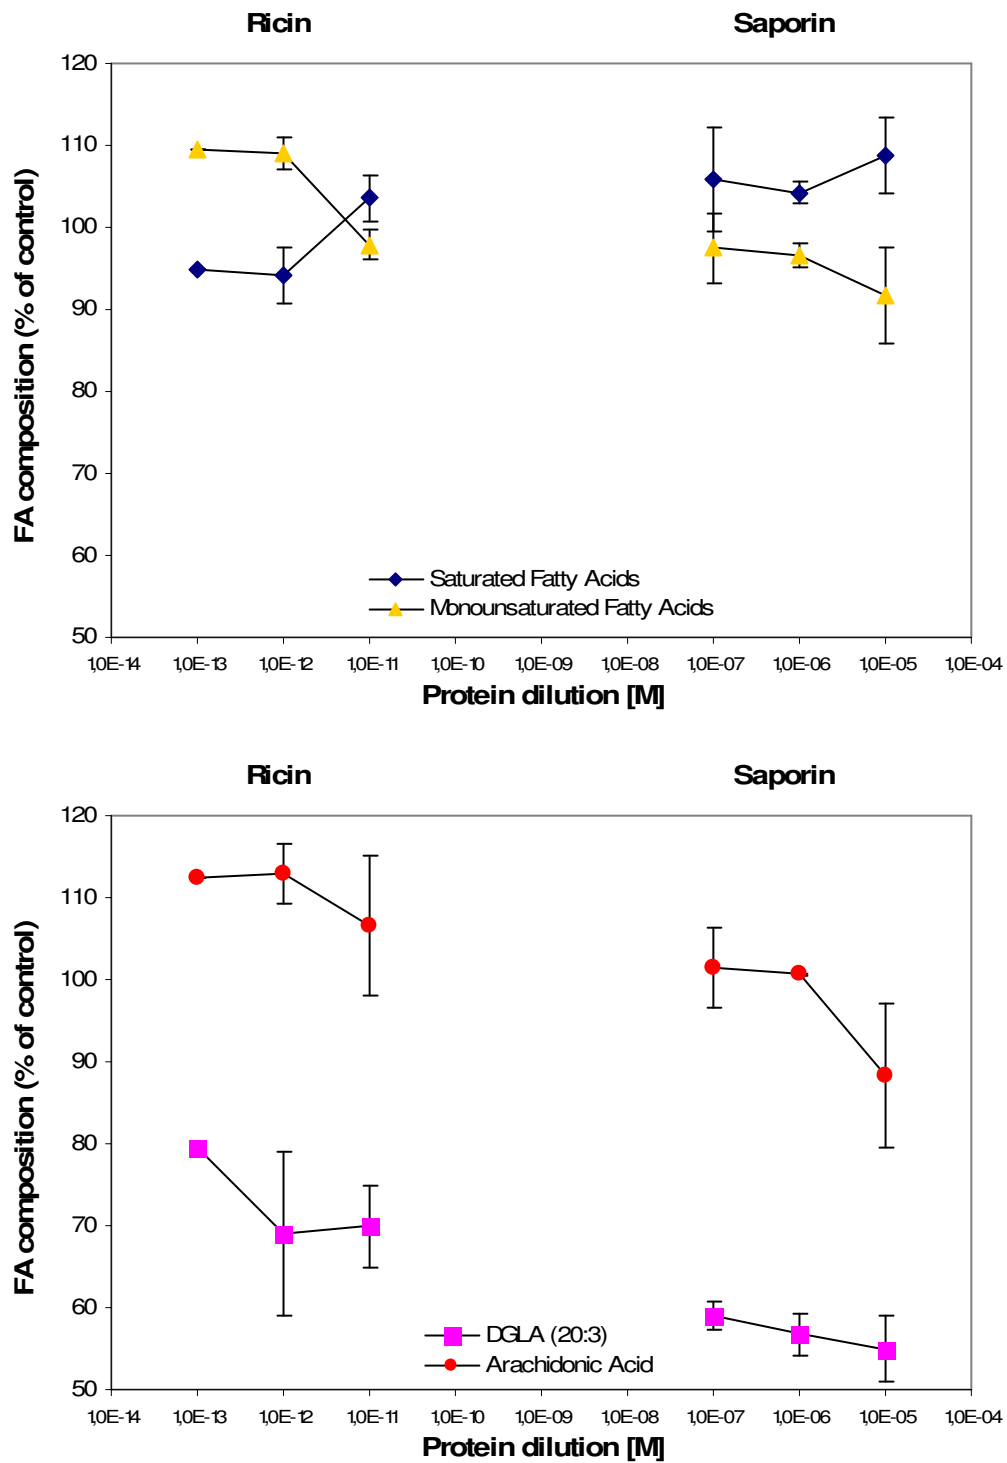 Ricin Saporin
120
110
100
90
80
70
60
50
FA composition (% of control)
Saturated Fatty Acids
Monounsaturated Fatty Acids
1,0E-14 1,0E-13 1,0E-12 1,0E-11 1,0E-10 1,0E-09 1,0E-08 1,0E-07 1,0E-06 1,0E-05 1,0E-04
Protein dilution [M]
Ricin Saporin
120
110
100
90
80
70
60
50
FA composition (% of control)
DGLA (20:3)
Arachidonic Acid
1,0E-14 1,0E-13 1,0E-12 1,0E-11 1,0E-10 1,0E-09 1,0E-08 1,0E-07 1,0E-06 1,0E-05 1,0E-04
Protein dilution [M]